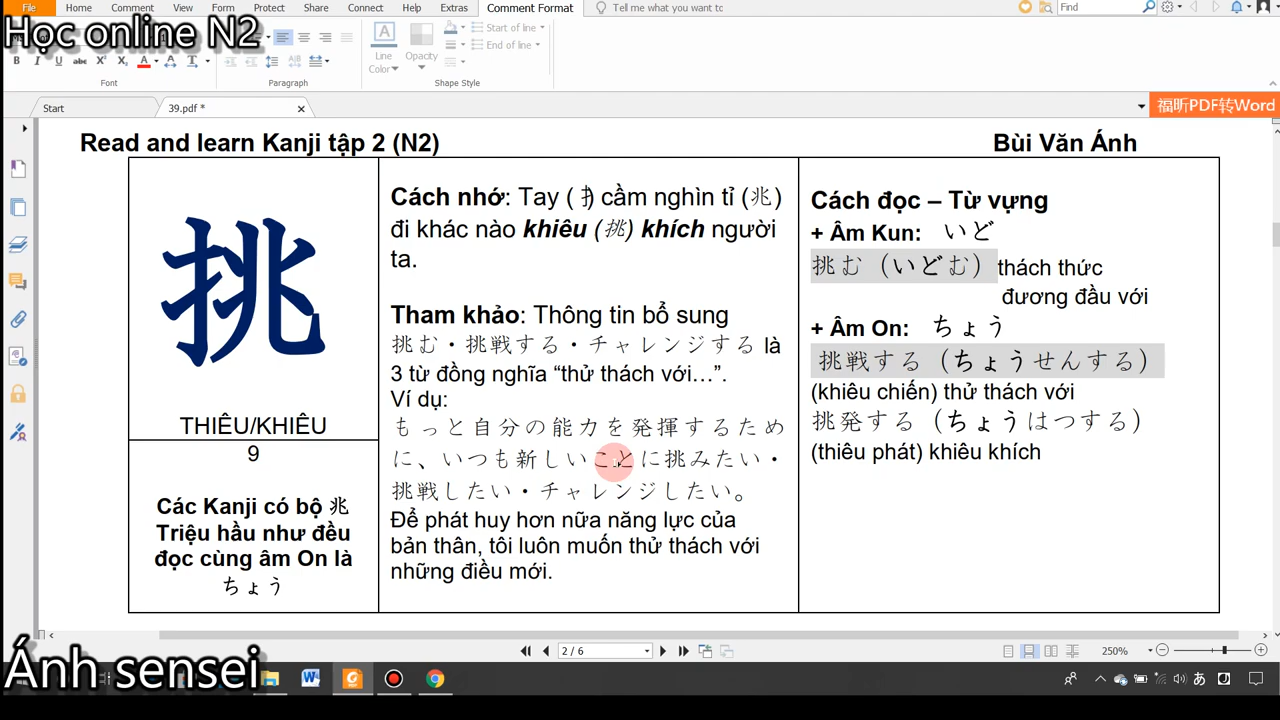 File Home Comment View Form Protect Share Connect Help Extras Comment Format Tell me what you want to Find
Học online N2
Line Color
Opacity
Start of line
End of line
Font Paragraph Shape Style
Start 39.pdf *
福昕PDF转Word
Read and learn Kanji tập 2 (N2) Bùi Văn Ánh
挑
THIÊU/KHIÊU
9
Các Kanji có bộ 兆
Triệu hầu như đều
đọc cùng âm On là
ちょう
Cách nhớ: Tay (扌) cầm nghìn tỉ (兆)
đi khác nào khiêu (挑) khích người
ta.
Tham khảo: Thông tin bổ sung
挑む・挑戦する・チャレンジする là
3 từ đồng nghĩa “thử thách với…”.
Ví dụ:
もっと自分の能力を発揮するため
に、いつも新しいことに挑みたい・
挑戦したい・チャレンジしたい。
Để phát huy hơn nữa năng lực của
bản thân, tôi luôn muốn thử thách với
những điều mới.
Cách đọc – Từ vựng
+ Âm Kun: いど
挑む（いどむ）thách thức
đương đầu với
+ Âm On: ちょう
挑戦する（ちょうせんする）
(khiêu chiến) thử thách với
挑発する（ちょうはつする）
(thiêu phát) khiêu khích
2 / 6
250%
Ánh sensei
あ